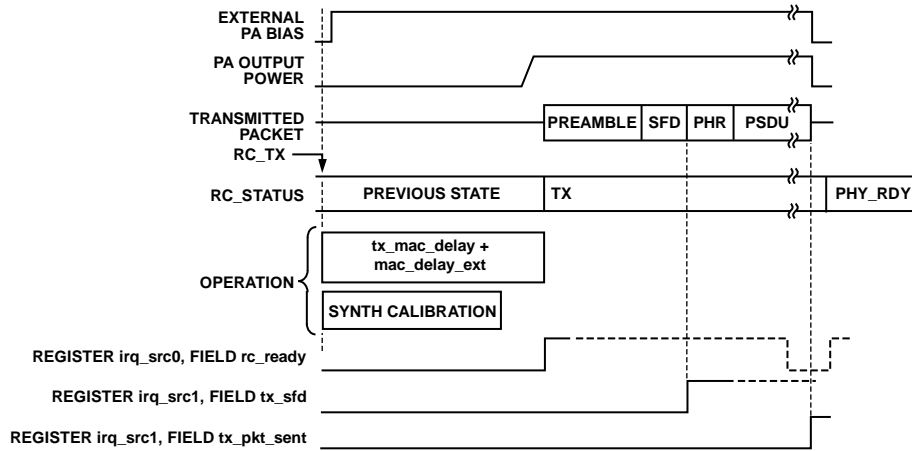 EXTERNAL
PA BIAS
PA OUTPUT
POWER
TRANSMITTED
PACKET
PREAMBLE SFD PHR PSDU
RC_TX
RC_STATUS PREVIOUS STATE TX PHY_RDY
OPERATION
tx_mac_delay +
mac_delay_ext
SYNTH CALIBRATION
REGISTER irq_src0, FIELD rc_ready
REGISTER irq_src1, FIELD tx_sfd
REGISTER irq_src1, FIELD tx_pkt_sent